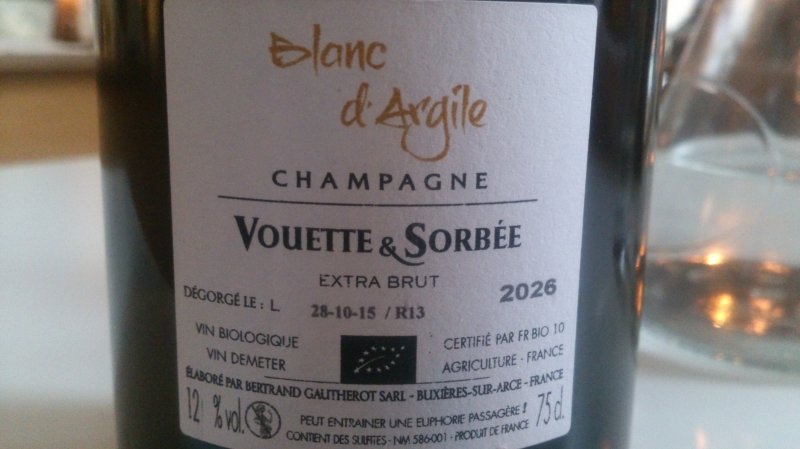 Blanc
d'Argile
CHAMPAGNE
VOUETTE & SORBÉE
EXTRA BRUT
DÉGORGÉ LE : L. 28-10-15 / R13 2026
VIN BIOLOGIQUE
VIN DEMETER
CERTIFIÉ PAR FR BIO 10
AGRICULTURE - FRANCE
ÉLABORÉ PAR BERTRAND GAUTHEROT SARL - BUXIÈRES-SUR-ARCE - FRANCE
12 % vol.
PEUT ENTRAINER UNE EUPHORIE PASSAGÈRE !
CONTIENT DES SULFITES - NM 586-001 - PRODUIT DE FRANCE
75 cl.